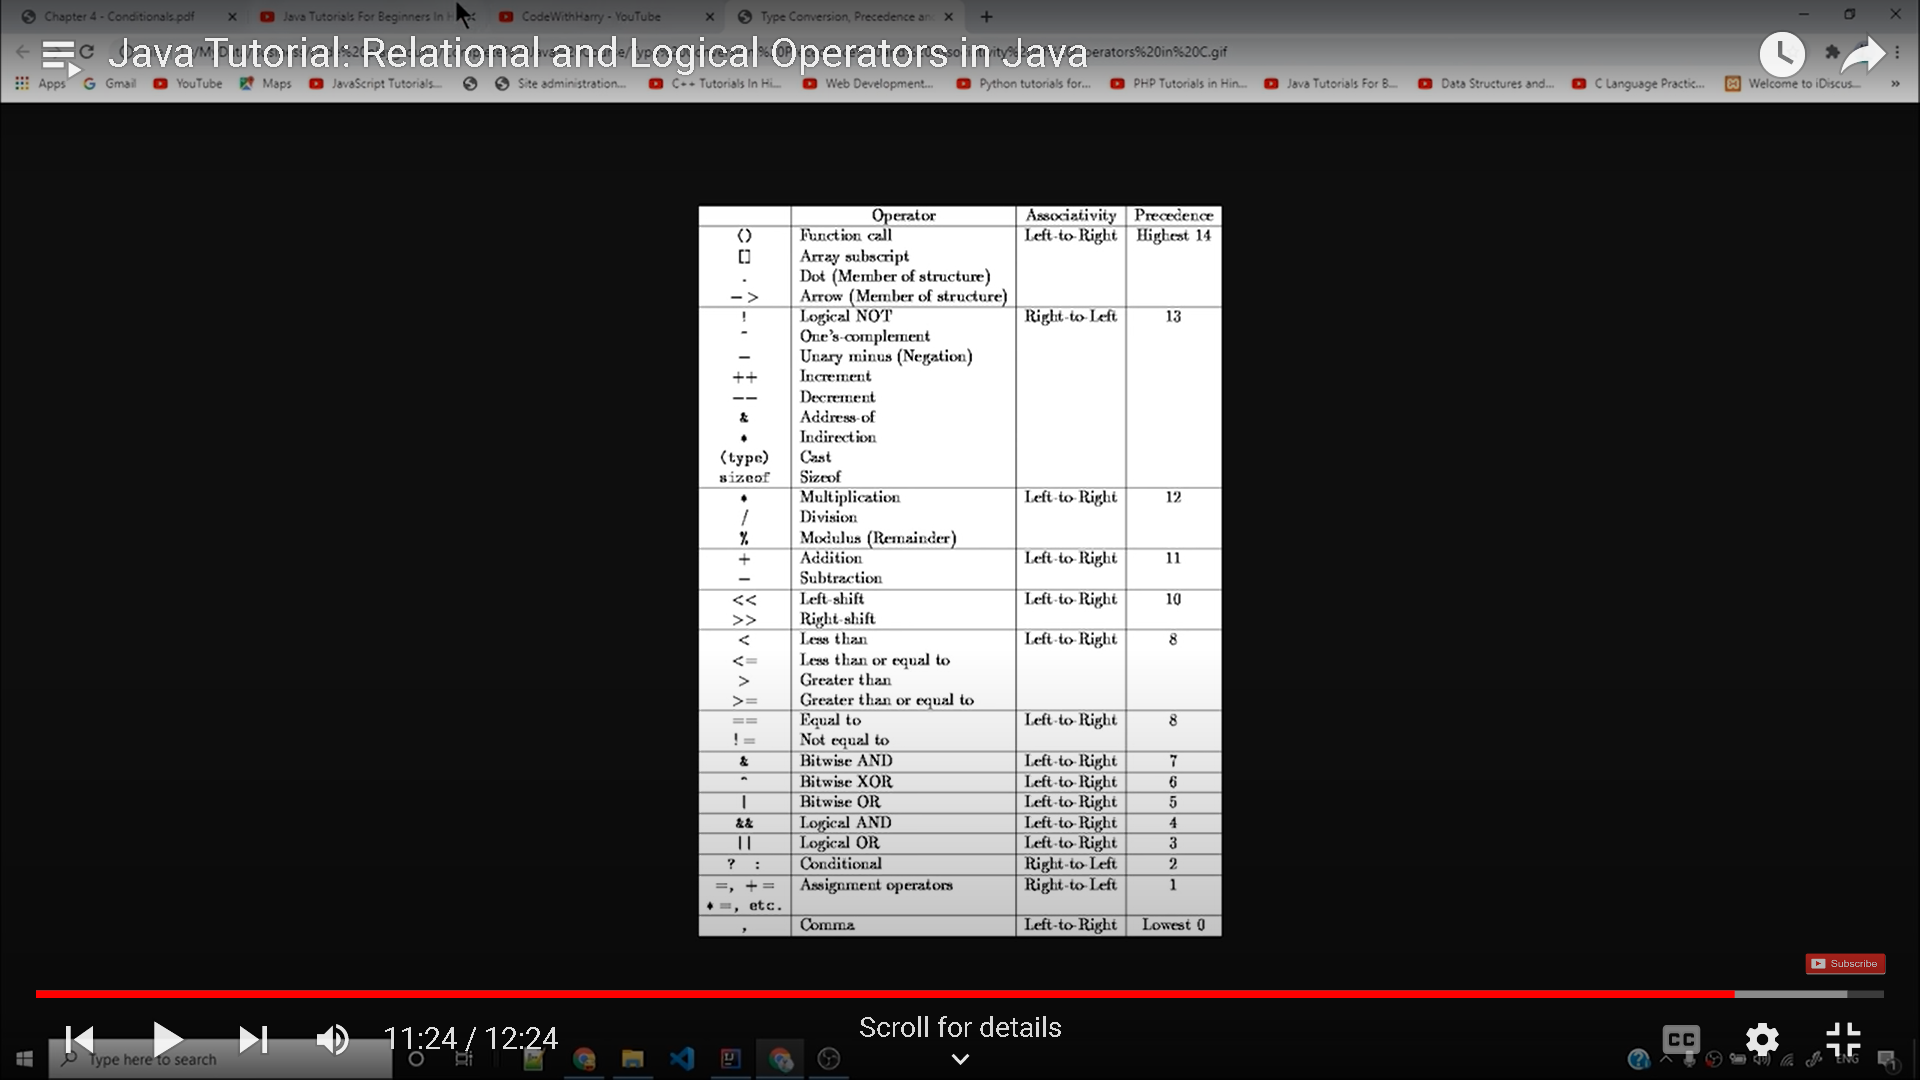 Chapter 4 - Conditionals.pdf
Java Tutorials For Beginners In H
CodeWithHarry - YouTube
Type Conversion, Precedence an
Java Tutorial: Relational and Logical Operators in Java
Apps
Gmail
YouTube
Maps
JavaScript Tutorials...
Site administration...
C++ Tutorials In Hi...
Web Development...
Python tutorials for...
PHP Tutorials in Hin...
Java Tutorials For B...
Data Structures and...
C Language Practic...
Welcome to iDiscus...
»
Operator Associativity Precedence
() Function call Left-to-Right Highest 14
[] Array subscript
. Dot (Member of structure)
-> Arrow (Member of structure)
! Logical NOT Right-to-Left 13
~ One's-complement
- Unary minus (Negation)
++ Increment
-- Decrement
& Address-of
* Indirection
(type) Cast
sizeof Sizeof
* Multiplication Left-to-Right 12
/ Division
% Modulus (Remainder)
+ Addition Left-to-Right 11
- Subtraction
<< Left-shift Left-to-Right 10
>> Right-shift
< Less than Left-to-Right 8
<= Less than or equal to
> Greater than
>= Greater than or equal to
== Equal to Left-to-Right 8
!= Not equal to
& Bitwise AND Left-to-Right 7
^ Bitwise XOR Left-to-Right 6
| Bitwise OR Left-to-Right 5
&& Logical AND Left-to-Right 4
|| Logical OR Left-to-Right 3
? : Conditional Right-to-Left 2
=, += Assignment operators Right-to-Left 1
*=, etc.
, Comma Left-to-Right Lowest 0
Subscribe
11:24 / 12:24
Scroll for details
CC
Type here to search
ENG